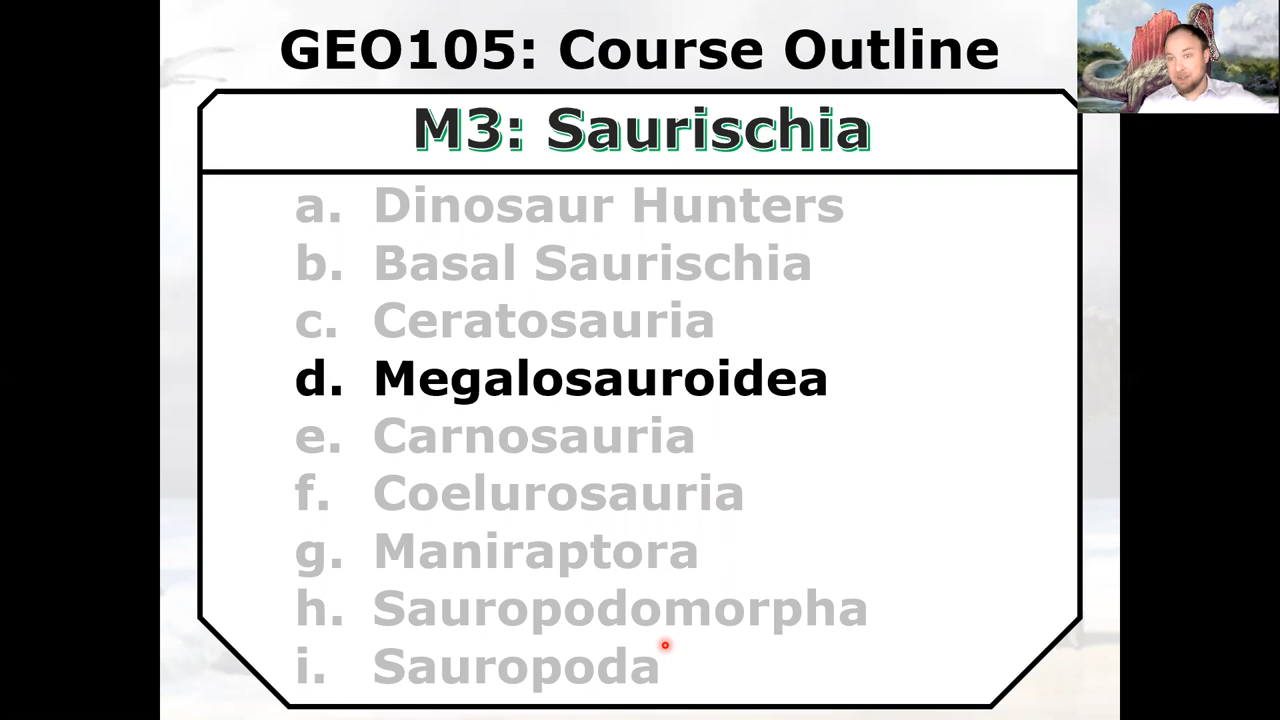 GEO105: Course Outline
M3: Saurischia
a. Dinosaur Hunters
b. Basal Saurischia
c. Ceratosauria
d. Megalosauroidea
e. Carnosauria
f. Coelurosauria
g. Maniraptora
h. Sauropodomorpha
i. Sauropoda